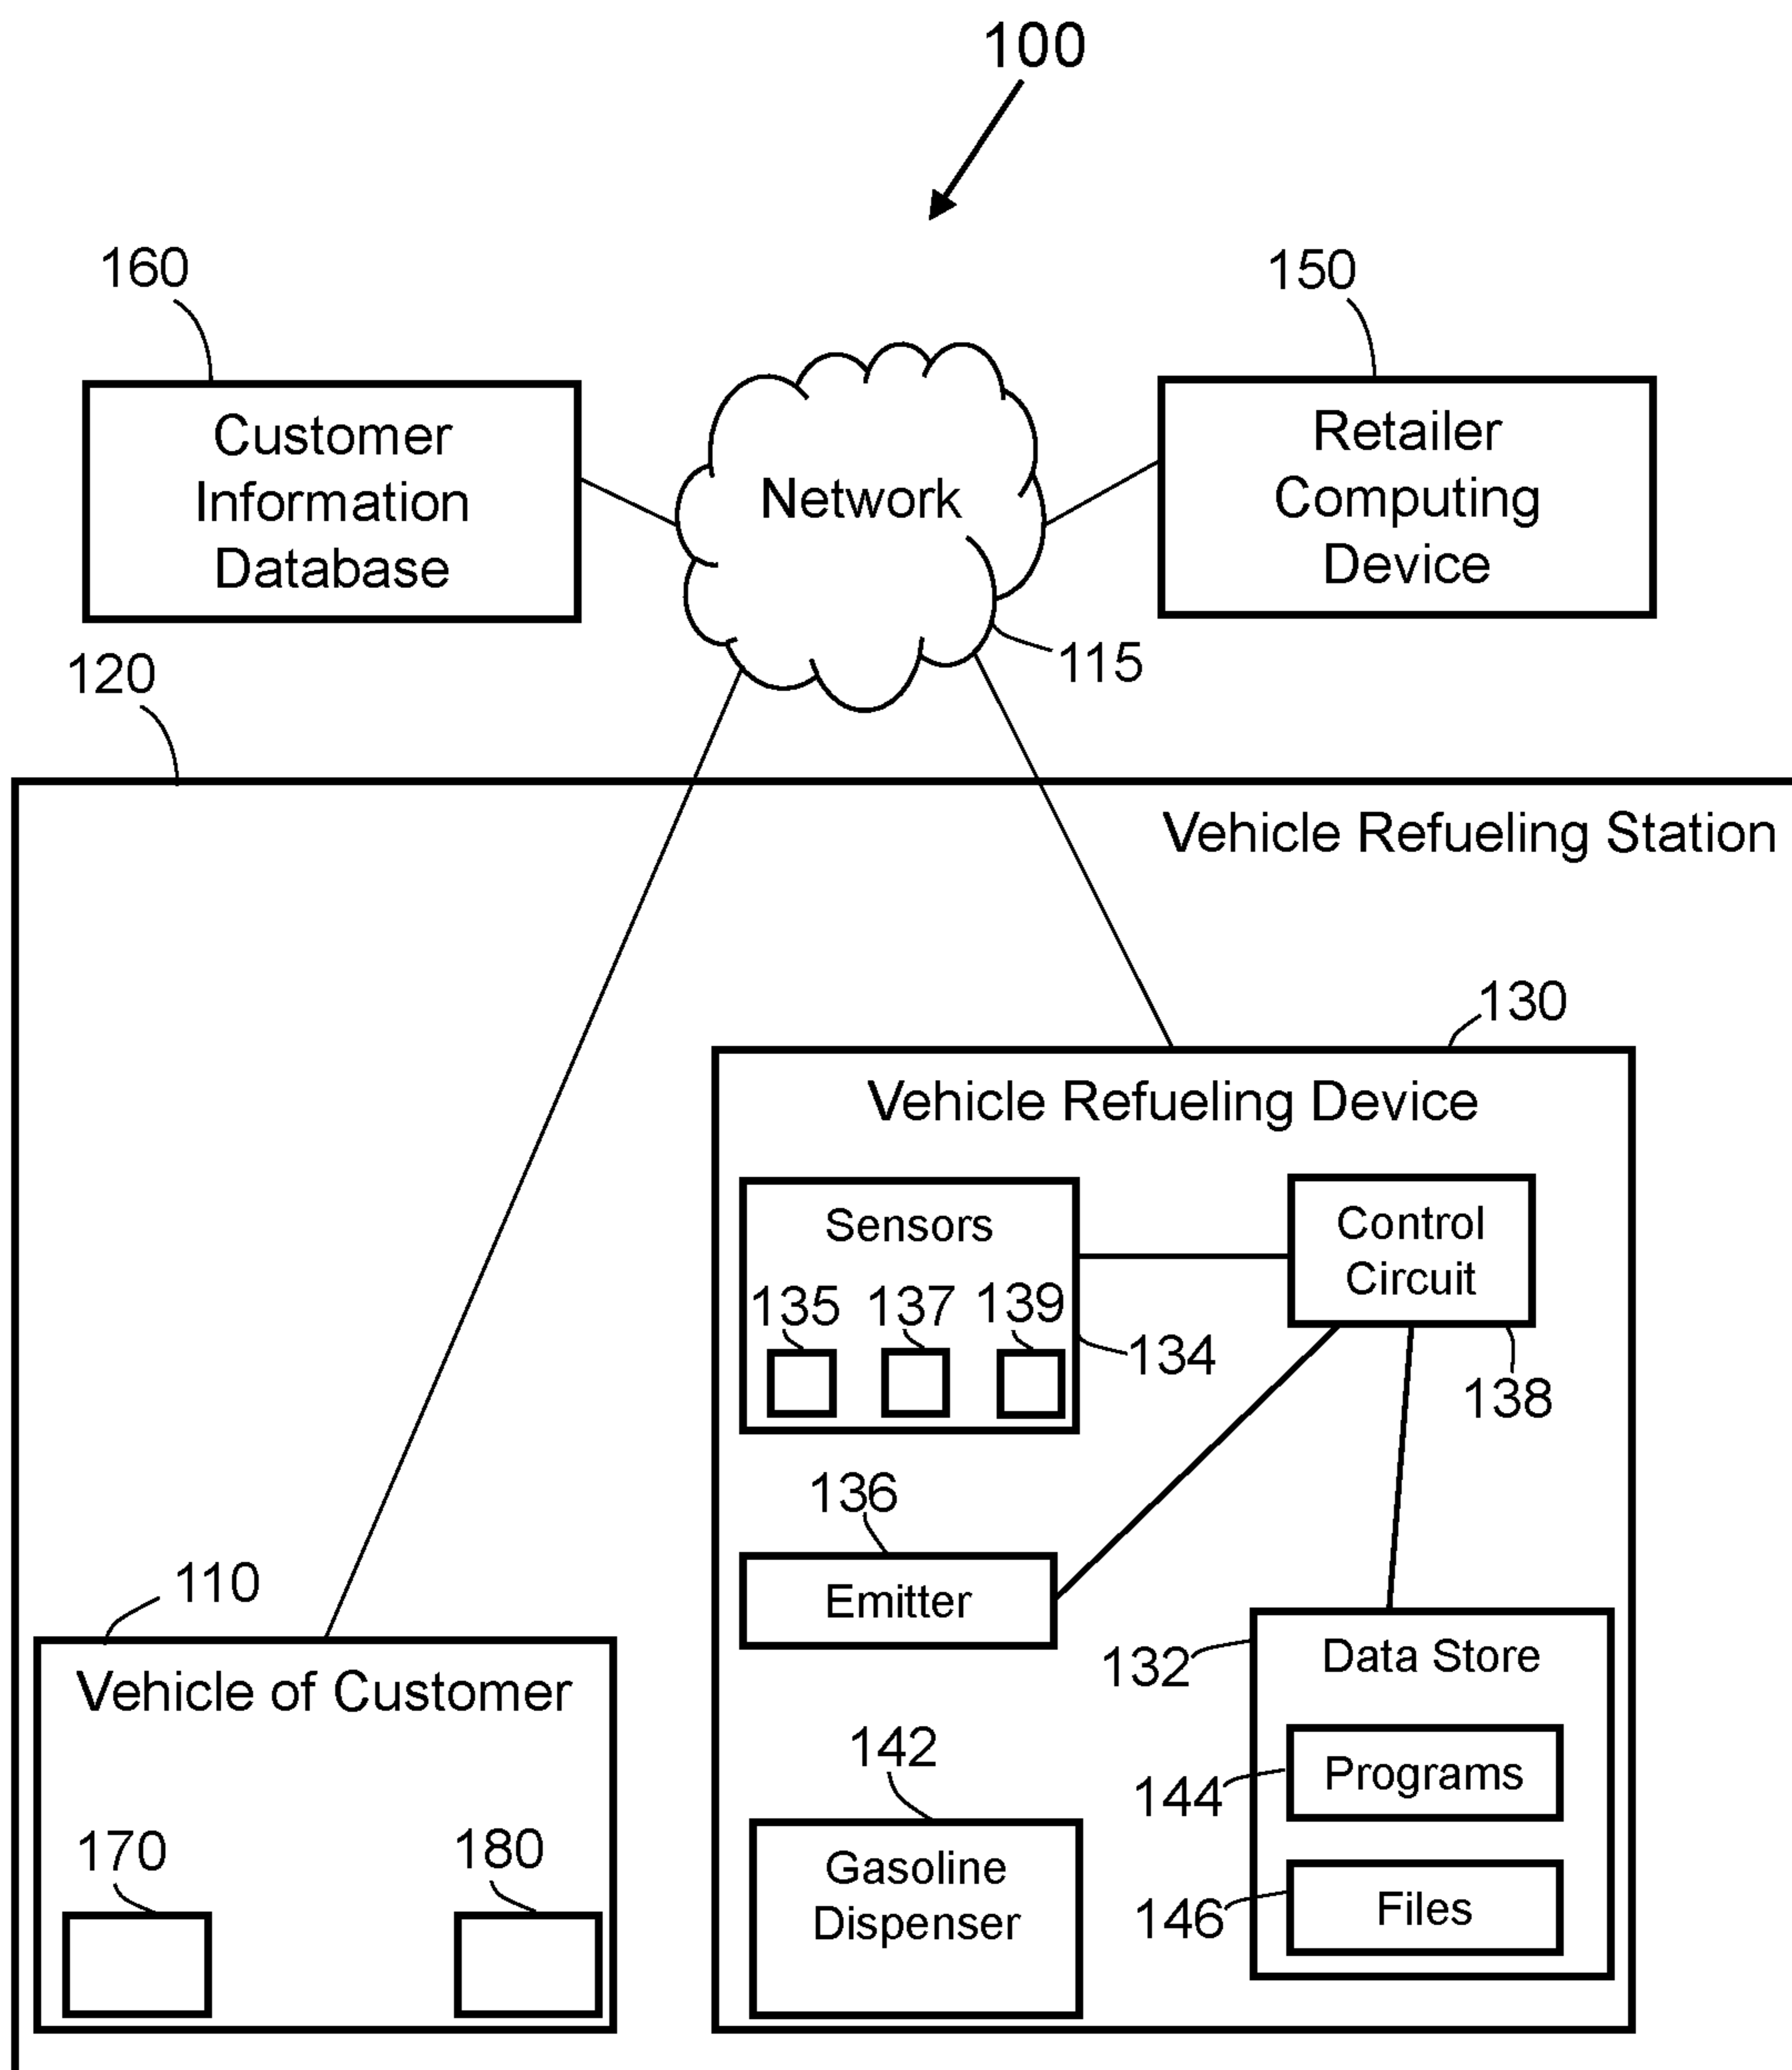 100
160
150
Customer
Information
Database
Network
Retailer
Computing
Device
115
120
Vehicle Refueling Station
130
Vehicle Refueling Device
Sensors
135 137 139
134
Control
Circuit
138
136
Emitter
110
Vehicle of Customer
170 180
132
Data Store
144
Programs
146
Files
142
Gasoline
Dispenser